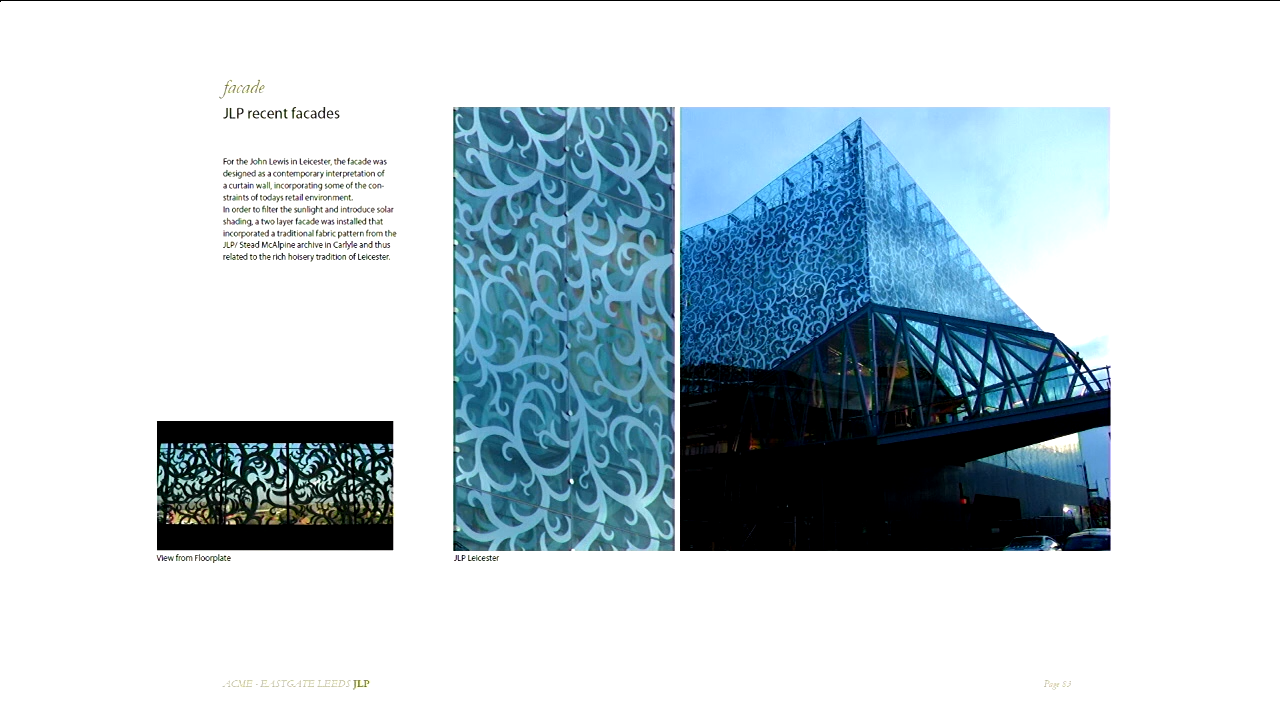 facade
JLP recent facades
For the John Lewis in Leicester, the facade was
designed as a contemporary interpretation of
a curtain wall, incorporating some of the con-
straints of todays retail environment.
In order to filter the sunlight and introduce solar
shading, a two layer facade was installed that
incorporated a traditional fabric pattern from the
JLP/ Stead McAlpine archive in Carlyle and thus
related to the rich hoisery tradition of Leicester.
View from Floorplate
JLP Leicester
ACME - EASTGATE LEEDS JLP
Page 53